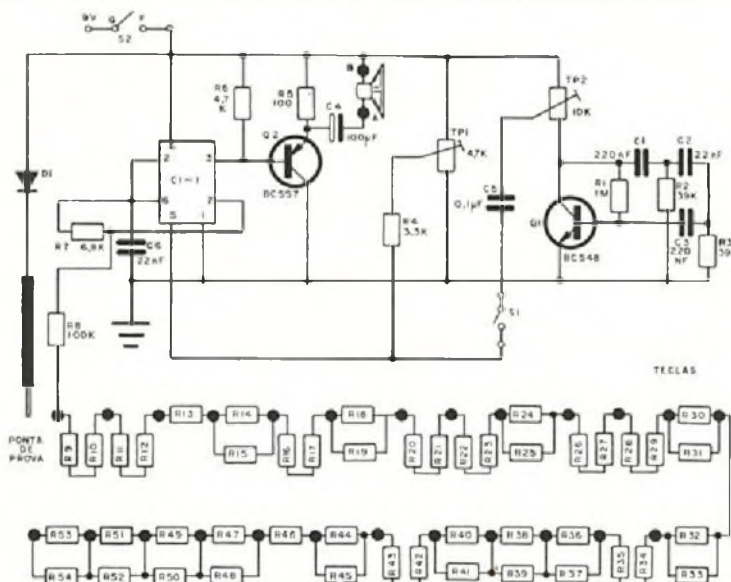 9V
F
S2
B
R6
4,7
K
R5
100
C4
A
100µF
TP1
47K
TP2
10K
C1
C2
220nF
22nF
D1
2
3
Q2
CI-1
6
7
5
1
BC557
R4
3,3K
C5
0,1µF
R1
1M
R2
39K
Q1
C3
220
NF
R3
39
BC548
R7
6,8K
C6
22nF
R8
100K
S1
TECLAS
PONTA
DE
PROVA
R9
R10
R11
R12
R13
R14
R15
R16
R17
R18
R19
R20
R21
R22
R23
R24
R25
R26
R27
R28
R29
R30
R31
R53
R51
R49
R47
R46
R44
R43
R42
R40
R38
R36
R35
R34
R32
R54
R52
R50
R48
R45
R41
R39
R37
R33